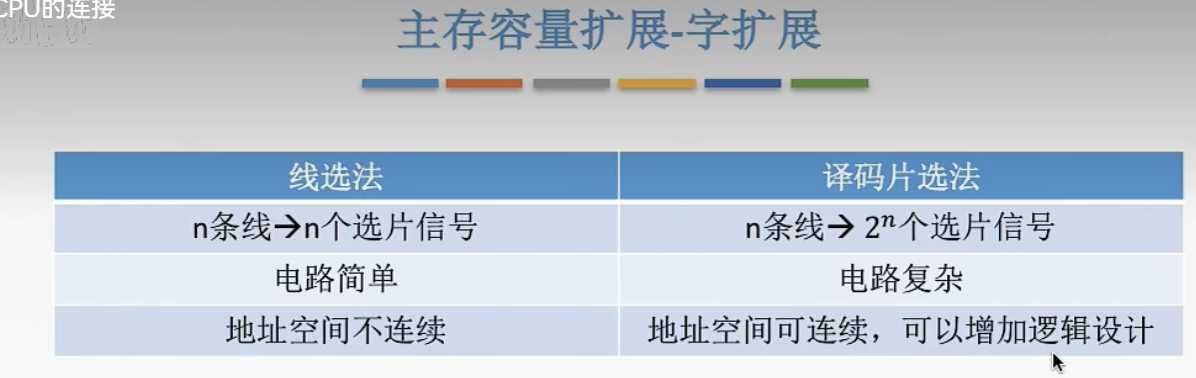 CPU的连接
主存容量扩展-字扩展
线选法 译码片选法
n条线→n个选片信号 n条线→ 2ⁿ个选片信号
电路简单 电路复杂
地址空间不连续 地址空间可连续，可以增加逻辑设计